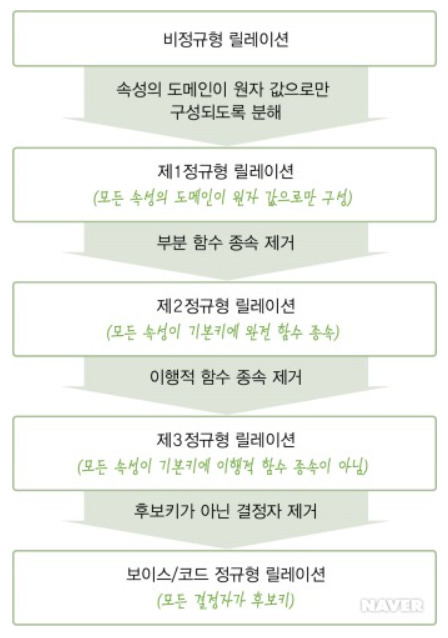 비정규형 릴레이션
속성의 도메인이 원자 값으로만
구성되도록 분해
제1정규형 릴레이션
(모든 속성의 도메인이 원자 값으로만 구성)
부분 함수 종속 제거
제2정규형 릴레이션
(모든 속성이 기본키에 완전 함수 종속)
이행적 함수 종속 제거
제3정규형 릴레이션
(모든 속성이 기본키에 이행적 함수 종속이 아님)
후보키가 아닌 결정자 제거
보이스/코드 정규형 릴레이션
(모든 결정자가 후보키)
NAVER